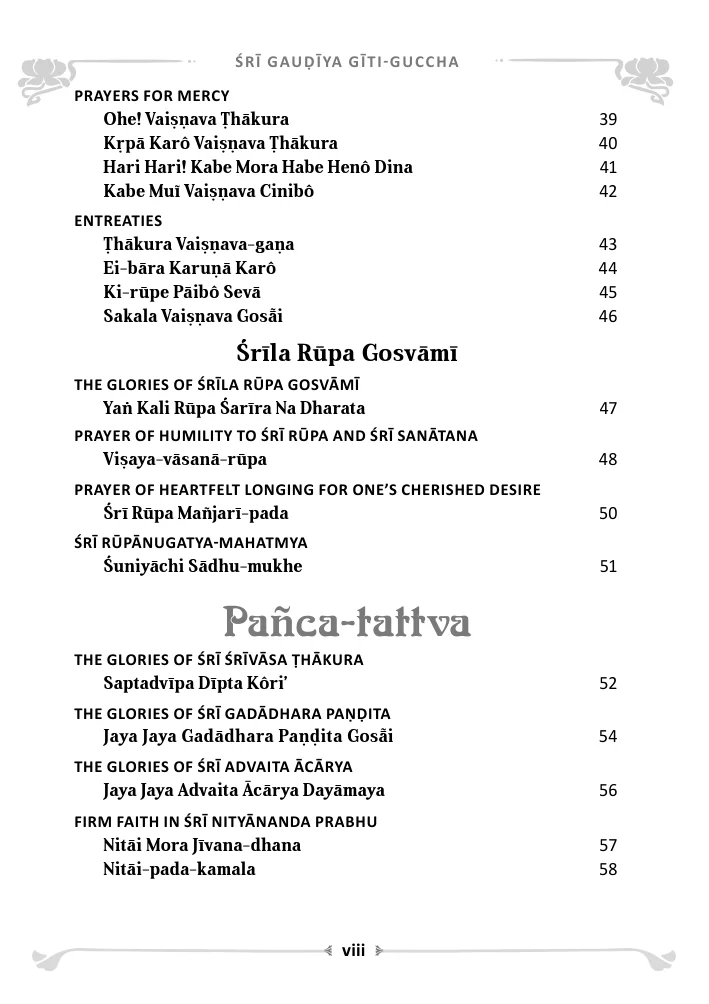 ŚRĪ GAUḌĪYA GĪTI-GUCCHA
PRAYERS FOR MERCY
Ohe! Vaiṣṇava Ṭhākura 39
Kṛpā Karô Vaiṣṇava Ṭhākura 40
Hari Hari! Kabe Mora Habe Henô Dina 41
Kabe Muĩ Vaiṣṇava Cinibô 42
ENTREATIES
Ṭhākura Vaiṣṇava-gaṇa 43
Ei-bāra Karuṇā Karô 44
Ki-rūpe Pāibô Sevā 45
Sakala Vaiṣṇava Gosā̃i 46
Śrīla Rūpa Gosvāmī
THE GLORIES OF ŚRĪLA RŪPA GOSVĀMĪ
Yaṅ Kali Rūpa Śarīra Na Dharata 47
PRAYER OF HUMILITY TO ŚRĪ RŪPA AND ŚRĪ SANĀTANA
Viṣaya-vāsanā-rūpa 48
PRAYER OF HEARTFELT LONGING FOR ONE’S CHERISHED DESIRE
Śrī Rūpa Mañjarī-pada 50
ŚRĪ RŪPĀNUGATYA-MAHATMYA
Śuniyāchi Sādhu-mukhe 51
Pañca-tattva
THE GLORIES OF ŚRĪ ŚRĪVĀSA ṬHĀKURA
Saptadvīpa Dīpta Kôri’ 52
THE GLORIES OF ŚRĪ GADĀDHARA PAṆḌITA
Jaya Jaya Gadādhara Paṇḍita Gosā̃i 54
THE GLORIES OF ŚRĪ ADVAITA ĀCĀRYA
Jaya Jaya Advaita Ācārya Dayāmaya 56
FIRM FAITH IN ŚRĪ NITYĀNANDA PRABHU
Nitāi Mora Jīvana-dhana 57
Nitāi-pada-kamala 58
viii